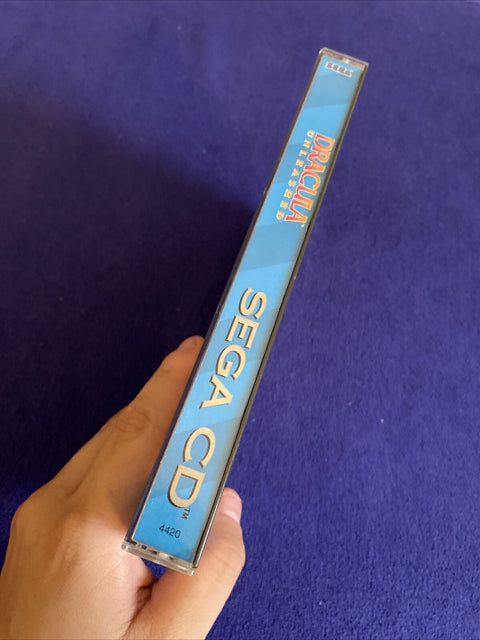 DRACULA
UNLEASHED
SEGA CD™
4420